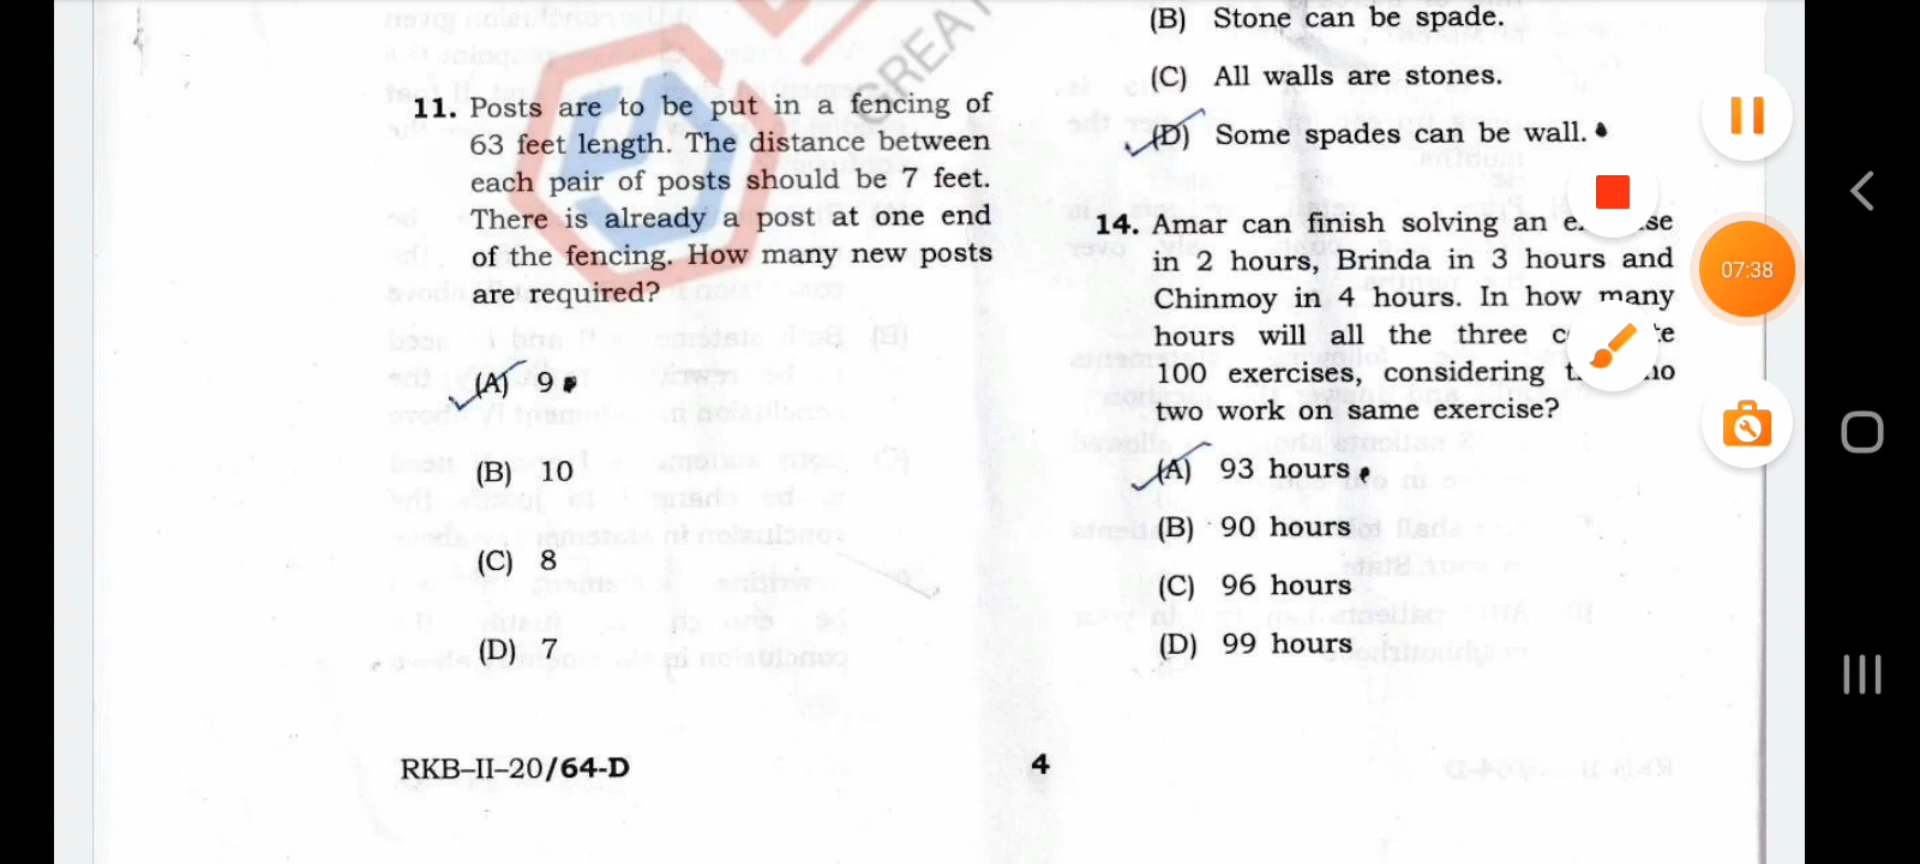 11. Posts are to be put in a fencing of
63 feet length. The distance between
each pair of posts should be 7 feet.
There is already a post at one end
of the fencing. How many new posts
are required?
(A) 9
(B) 10
(C) 8
(D) 7
RKB–II–20/64-D
(B) Stone can be spade.
(C) All walls are stones.
(D) Some spades can be wall.
14. Amar can finish solving an
in 2 hours, Brinda in 3 hours and
Chinmoy in 4 hours. In how many
hours will all the three
100 exercises, considering
two work on same exercise?
(A) 93 hours
(B) 90 hours
(C) 96 hours
(D) 99 hours
4
CREAT
07:38